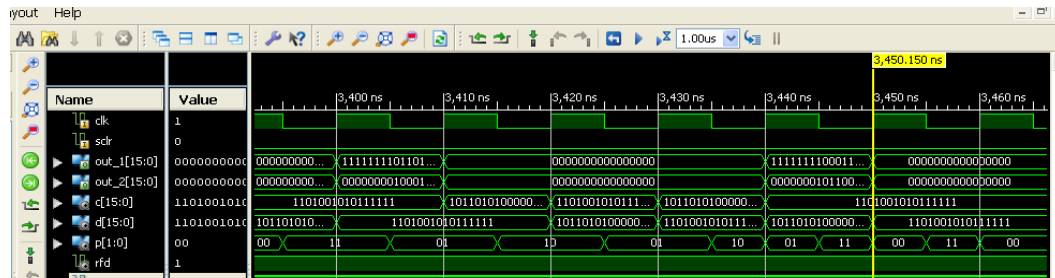 ayout Help
1.00us
3,450.150 ns
Name Value 3,400 ns 3,410 ns 3,420 ns 3,430 ns 3,440 ns 3,450 ns 3,460 ns
clk 1
sclr 0
out_1[15:0] 0000000000 000000000... 1111111101101... 0000000000000000 1111111100011... 0000000000000000
out_2[15:0] 0000000000 000000000... 0000000010001... 0000000000000000 0000000101100... 0000000000000000
c[15:0] 1101001010 1101001010111111 1011010100000... 1101001010111... 1011010100000... 1101001010111111
d[15:0] 1101001010 101101010... 1101001010111111 1011010100000... 1101001010111... 1011010100000... 1101001010111111
p[1:0] 00 00 11 01 10 01 10 01 11 00 11 00
rfd 1